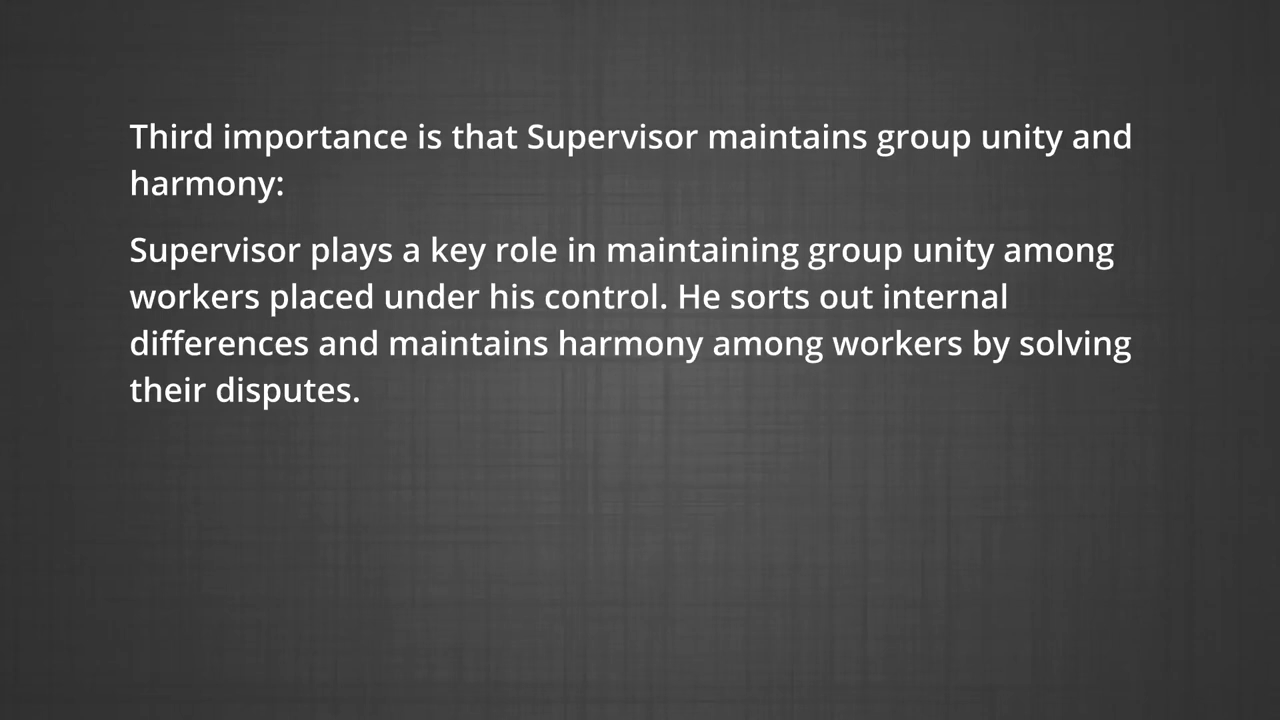 Third importance is that Supervisor maintains group unity and
harmony:
Supervisor plays a key role in maintaining group unity among
workers placed under his control. He sorts out internal
differences and maintains harmony among workers by solving
their disputes.